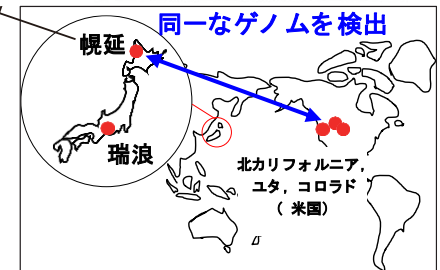 同一なゲノムを検出
幌延
瑞浪
北カリフォルニア,
ユタ, コロラド
( 米国)